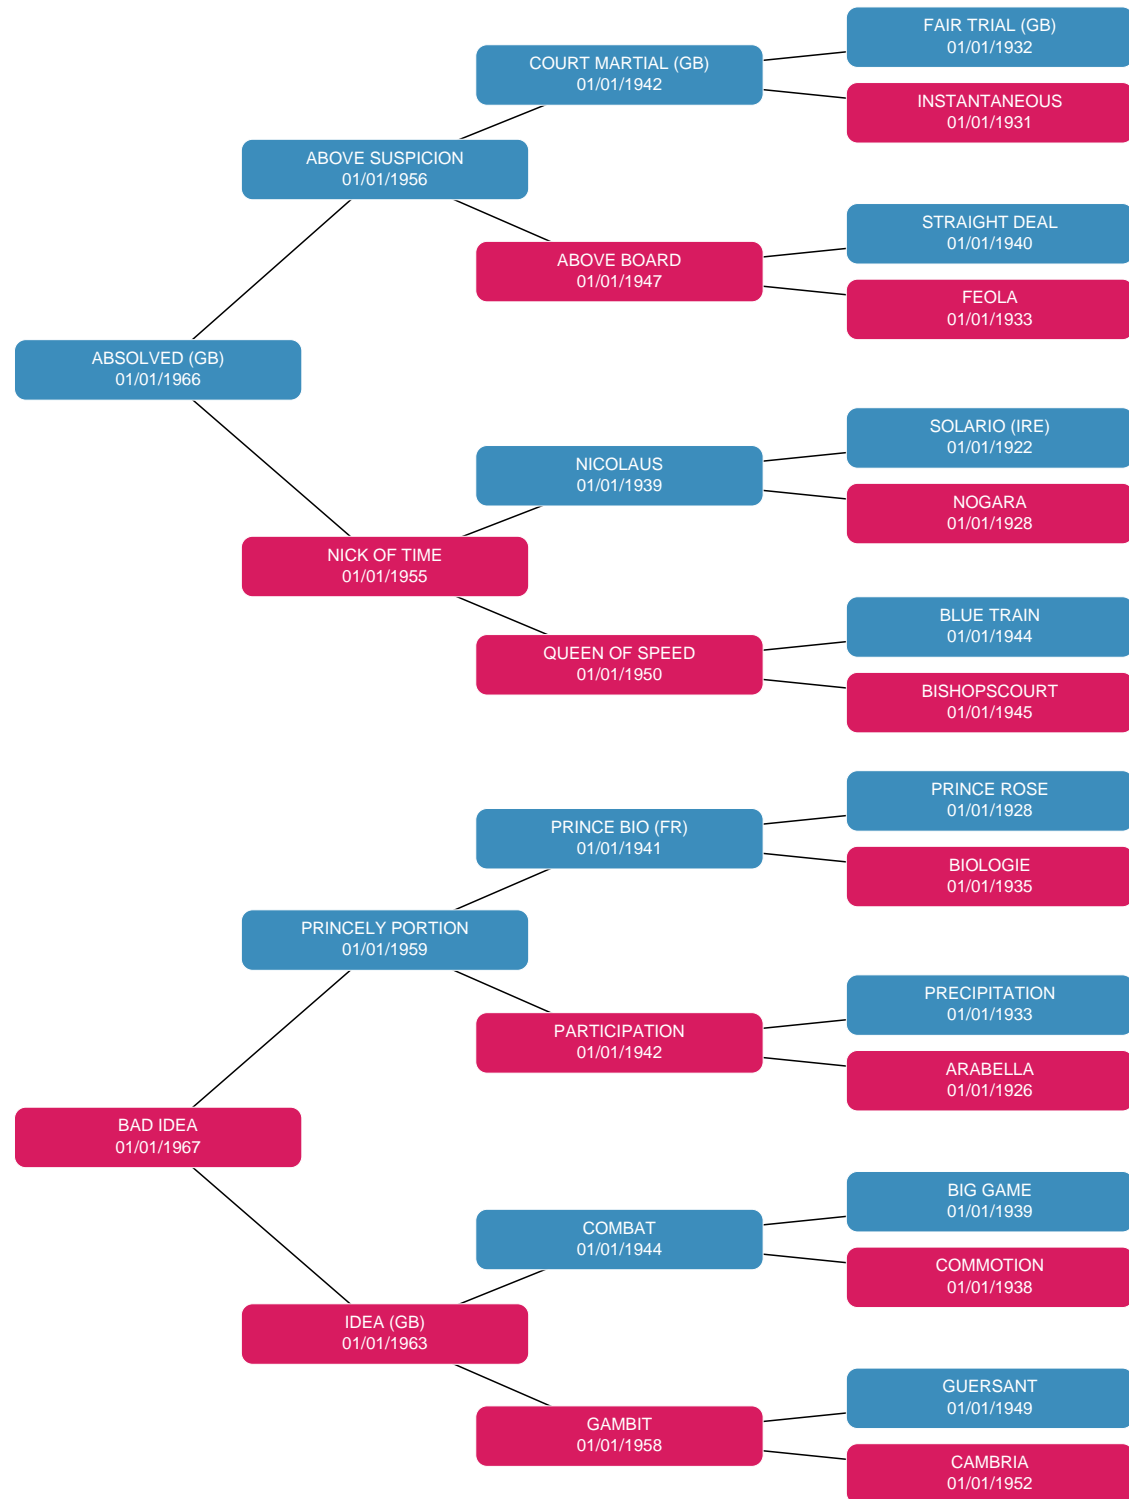 FAIR TRIAL (GB)
01/01/1932
COURT MARTIAL (GB)
01/01/1942
INSTANTANEOUS
01/01/1931
ABOVE SUSPICION
01/01/1956
STRAIGHT DEAL
01/01/1940
ABOVE BOARD
01/01/1947
FEOLA
01/01/1933
ABSOLVED (GB)
01/01/1966
SOLARIO (IRE)
01/01/1922
NICOLAUS
01/01/1939
NOGARA
01/01/1928
NICK OF TIME
01/01/1955
BLUE TRAIN
01/01/1944
QUEEN OF SPEED
01/01/1950
BISHOPSCOURT
01/01/1945
PRINCE ROSE
01/01/1928
PRINCE BIO (FR)
01/01/1941
BIOLOGIE
01/01/1935
PRINCELY PORTION
01/01/1959
PRECIPITATION
01/01/1933
PARTICIPATION
01/01/1942
ARABELLA
01/01/1926
BAD IDEA
01/01/1967
BIG GAME
01/01/1939
COMBAT
01/01/1944
COMMOTION
01/01/1938
IDEA (GB)
01/01/1963
GUERSANT
01/01/1949
GAMBIT
01/01/1958
CAMBRIA
01/01/1952